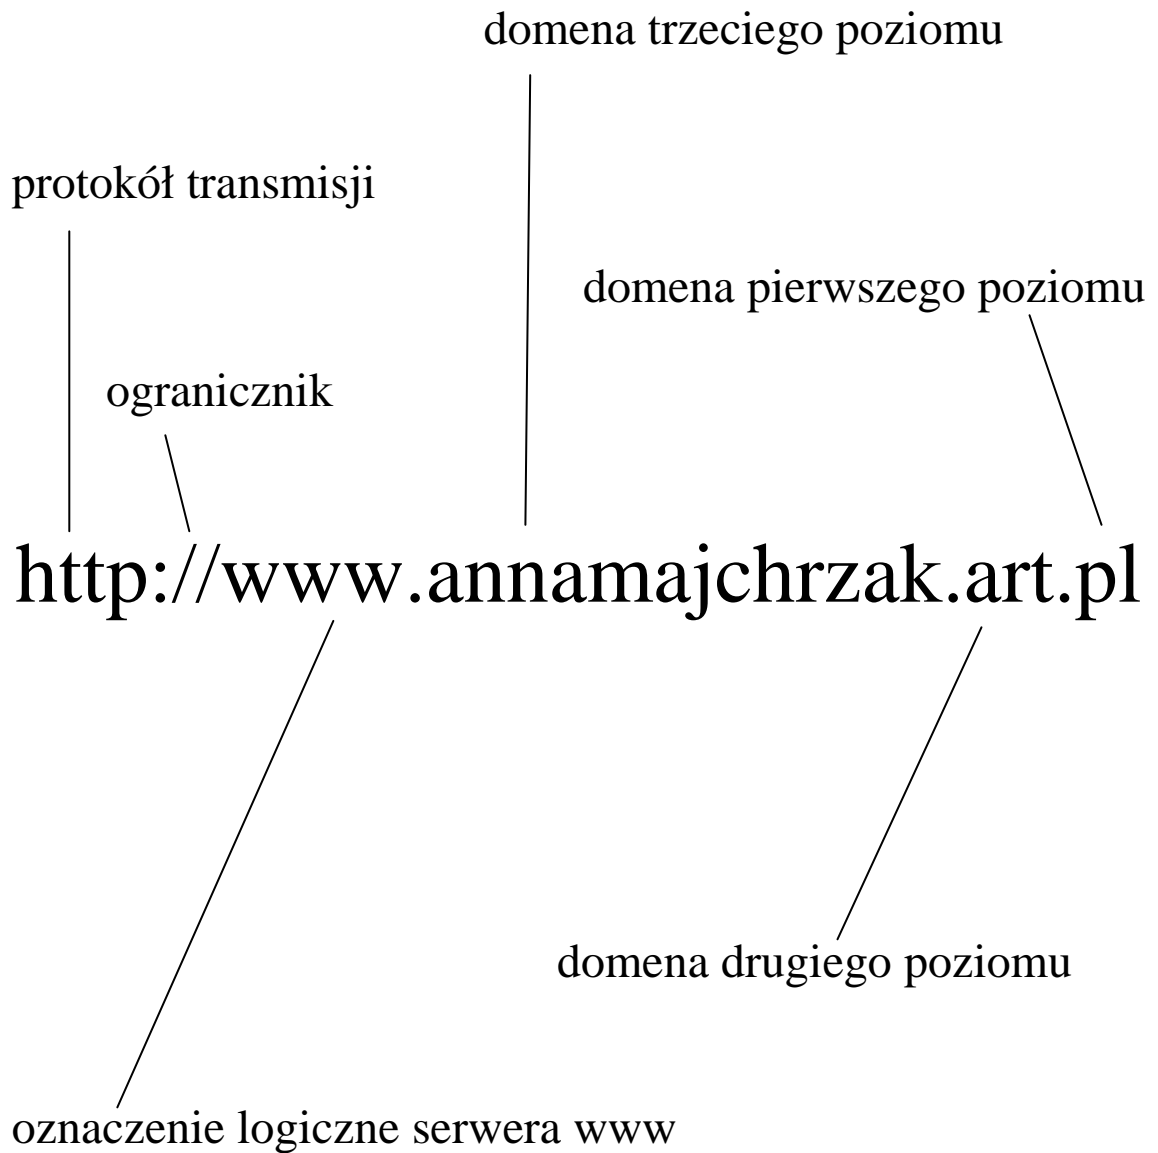 domena trzeciego poziomu
protokół transmisji
domena pierwszego poziomu
ogranicznik
http://www.annamajchrzak.art.pl
domena drugiego poziomu
oznaczenie logiczne serwera www